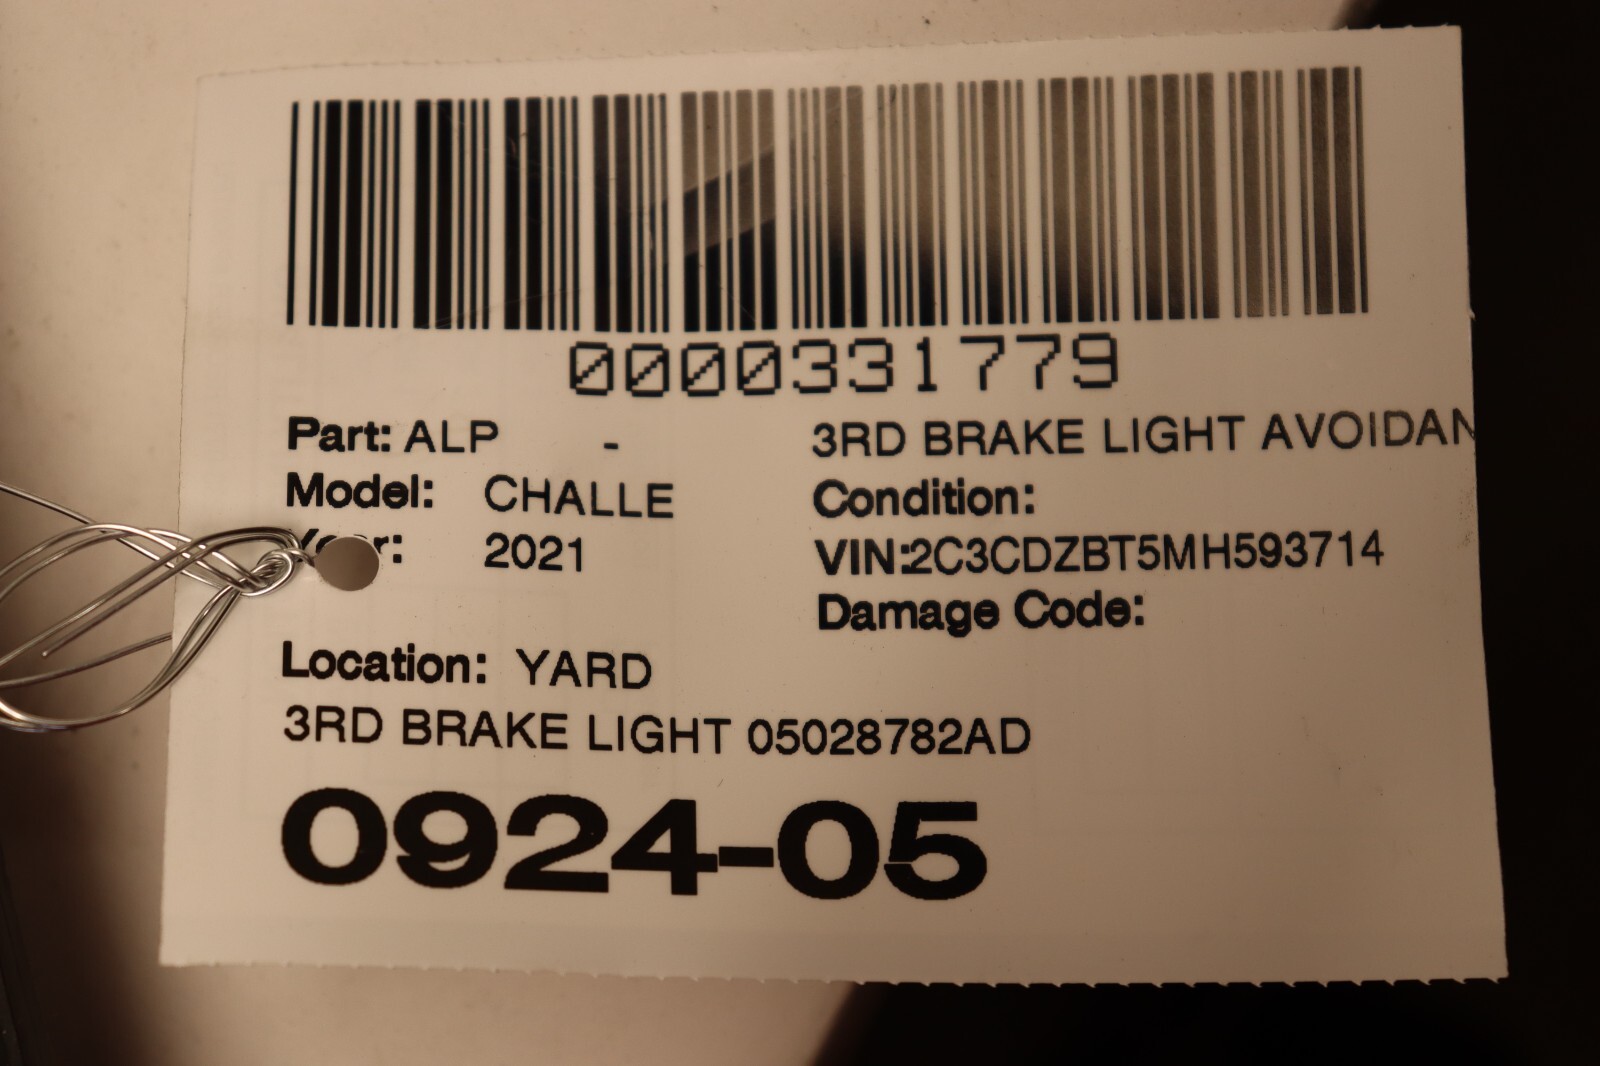 0000331779
Part: ALP - 3RD BRAKE LIGHT AVOIDAN
Model: CHALLE Condition:
Year: 2021 VIN:2C3CDZBT5MH593714
Damage Code:
Location: YARD
3RD BRAKE LIGHT 05028782AD
0924-05